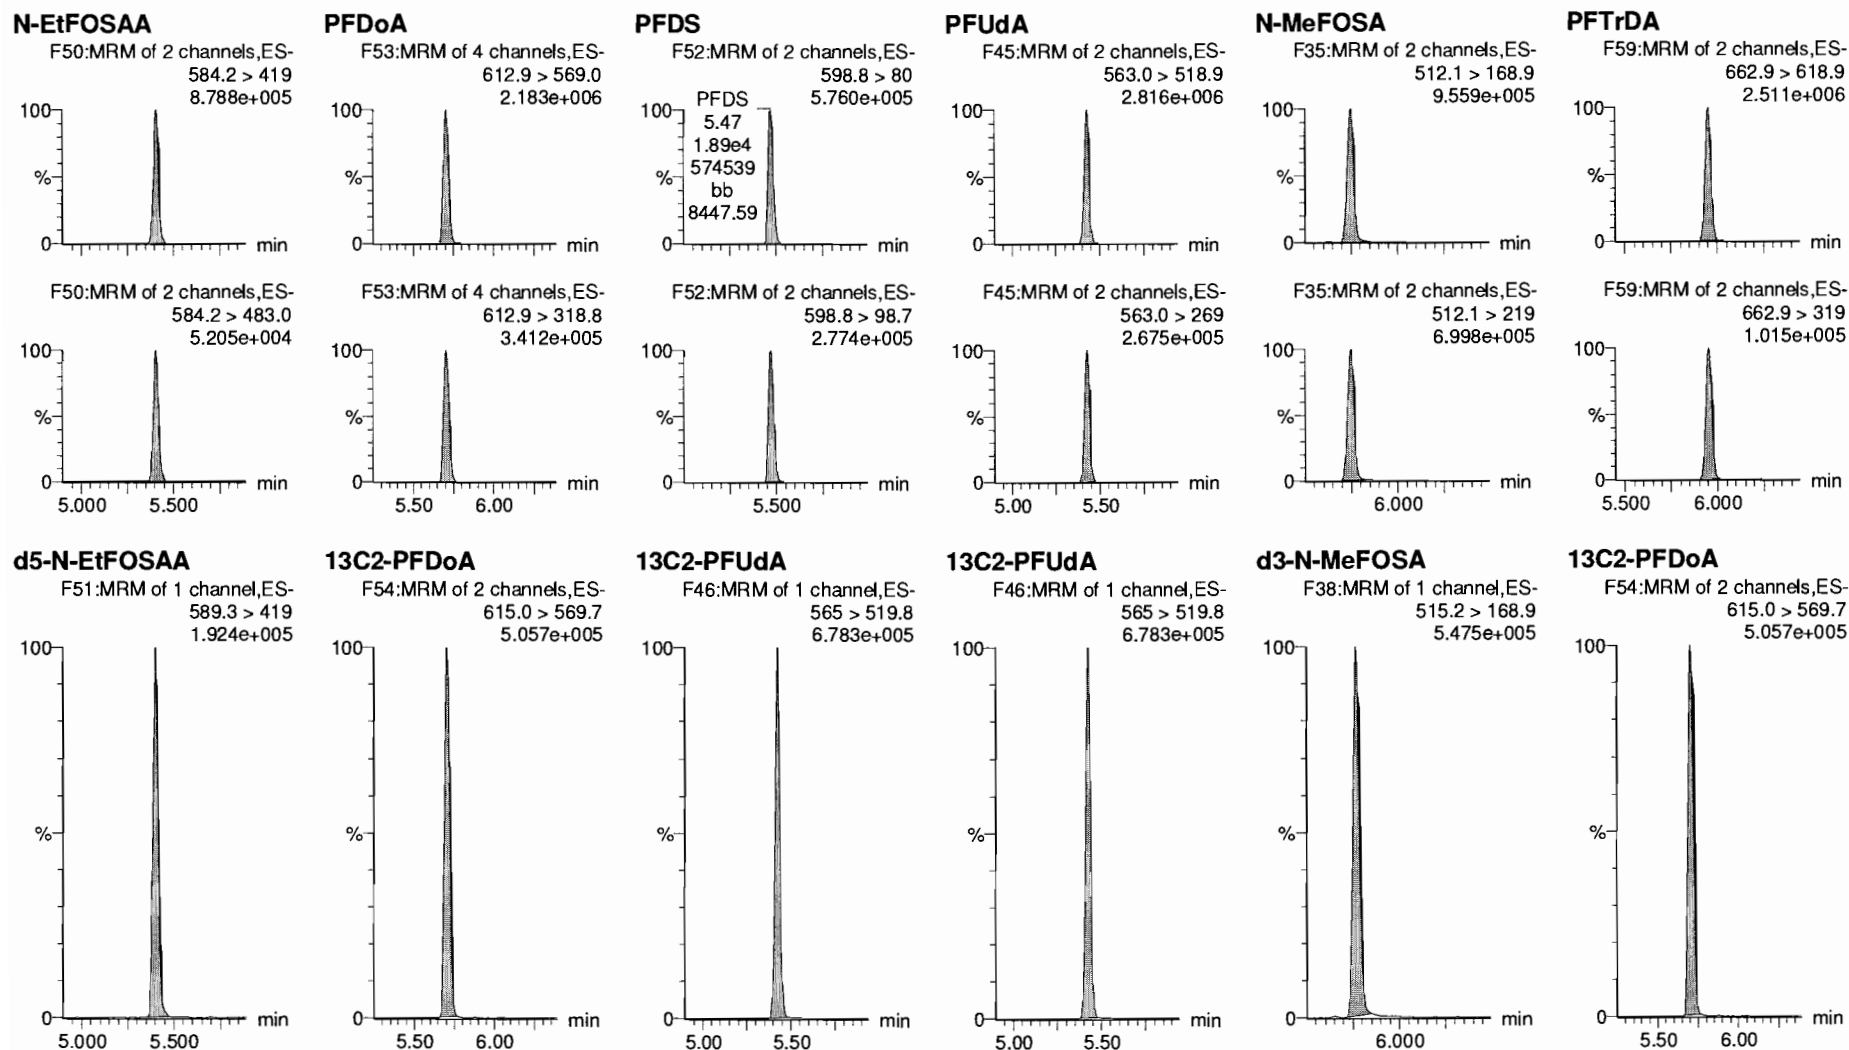 N-EtFOSAA
F50:MRM of 2 channels,ES-
584.2 > 419
8.788e+005
100
%
0
min
PFDoA
F53:MRM of 4 channels,ES-
612.9 > 569.0
2.183e+006
100
%
0
min
PFDS
F52:MRM of 2 channels,ES-
598.8 > 80
5.760e+005
PFDS
5.47
1.89e4
574539
bb
8447.59
100
%
0
min
PFUdA
F45:MRM of 2 channels,ES-
563.0 > 518.9
2.816e+006
100
%
0
min
N-MeFOSA
F35:MRM of 2 channels,ES-
512.1 > 168.9
9.559e+005
100
%
0
min
PFTrDA
F59:MRM of 2 channels,ES-
662.9 > 618.9
2.511e+006
100
%
0
min
F50:MRM of 2 channels,ES-
584.2 > 483.0
5.205e+004
100
%
0
min
5.000 5.500
F53:MRM of 4 channels,ES-
612.9 > 318.8
3.412e+005
100
%
0
min
5.50 6.00
F52:MRM of 2 channels,ES-
598.8 > 98.7
2.774e+005
100
%
0
min
5.500
F45:MRM of 2 channels,ES-
563.0 > 269
2.675e+005
100
%
0
min
5.00 5.50
F35:MRM of 2 channels,ES-
512.1 > 219
6.998e+005
100
%
0
min
6.000
F59:MRM of 2 channels,ES-
662.9 > 319
1.015e+005
100
%
0
min
5.500 6.000
d5-N-EtFOSAA
F51:MRM of 1 channel,ES-
589.3 > 419
1.924e+005
100
%
0
min
5.000 5.500
13C2-PFDoA
F54:MRM of 2 channels,ES-
615.0 > 569.7
5.057e+005
100
%
0
min
5.50 6.00
13C2-PFUdA
F46:MRM of 1 channel,ES-
565 > 519.8
6.783e+005
100
%
0
min
5.00 5.50
13C2-PFUdA
F46:MRM of 1 channel,ES-
565 > 519.8
6.783e+005
100
%
0
min
5.00 5.50
d3-N-MeFOSA
F38:MRM of 1 channel,ES-
515.2 > 168.9
5.475e+005
100
%
0
min
6.000
13C2-PFDoA
F54:MRM of 2 channels,ES-
615.0 > 569.7
5.057e+005
100
%
0
min
5.50 6.00